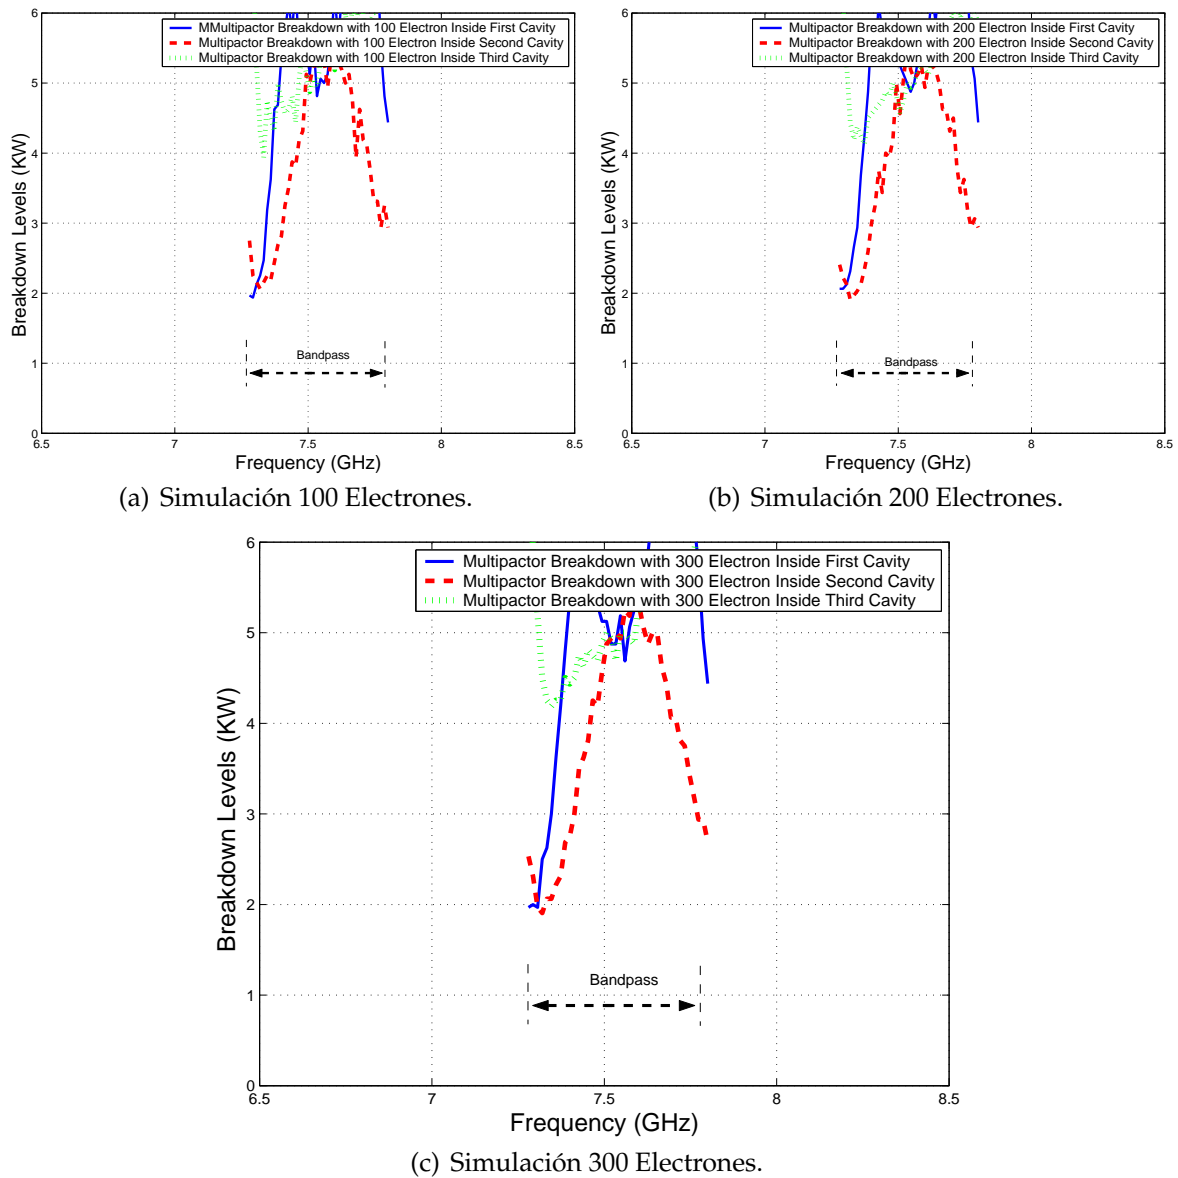 6
5
4
3
2
1
0
Breakdown Levels (KW)
MMultipactor Breakdown with 100 Electron Inside First Cavity
Multipactor Breakdown with 100 Electron Inside Second Cavity
Multipactor Breakdown with 100 Electron Inside Third Cavity
Bandpass
6.5 7 7.5 8 8.5
Frequency (GHz)
(a) Simulación 100 Electrones.
6
5
4
3
2
1
0
Breakdown Levels (KW)
Multipactor Breakdown with 200 Electron Inside First Cavity
Multipactor Breakdown with 200 Electron Inside Second Cavity
Multipactor Breakdown with 200 Electron Inside Third Cavity
Bandpass
6.5 7 7.5 8 8.5
Frequency (GHz)
(b) Simulación 200 Electrones.
6
5
4
3
2
1
0
Breakdown Levels (KW)
Multipactor Breakdown with 300 Electron Inside First Cavity
Multipactor Breakdown with 300 Electron Inside Second Cavity
Multipactor Breakdown with 300 Electron Inside Third Cavity
Bandpass
6.5 7 7.5 8 8.5
Frequency (GHz)
(c) Simulación 300 Electrones.